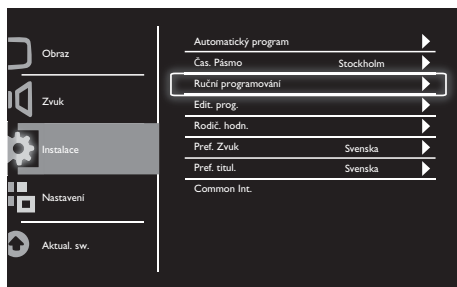 Obraz
Zvuk
Instalace
Nastavení
Aktual. sw.
Automatický program
Čas. Pásmo Stockholm
Ruční programování
Edit. prog.
Rodič. hodn.
Pref. Zvuk Svenska
Pref. titul. Svenska
Common Int.